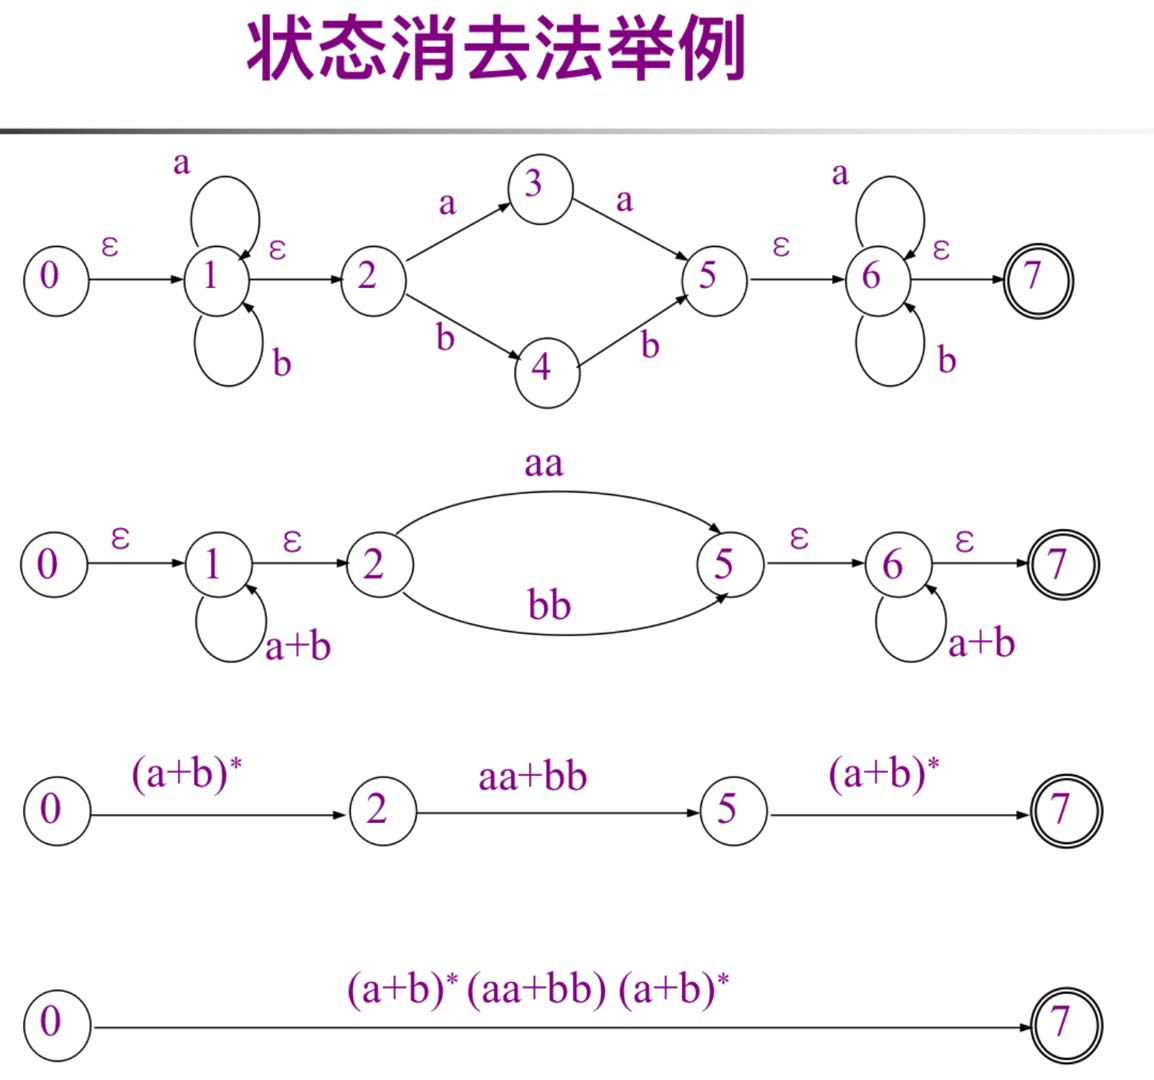 状态消去法举例
a a
3
a a
ε ε ε ε
0 1 2 5 6 7
b b
4
b b
aa
ε ε ε ε
0 1 2 5 6 7
bb
a+b a+b
(a+b)* aa+bb (a+b)*
0 2 5 7
(a+b)* (aa+bb) (a+b)*
0 7